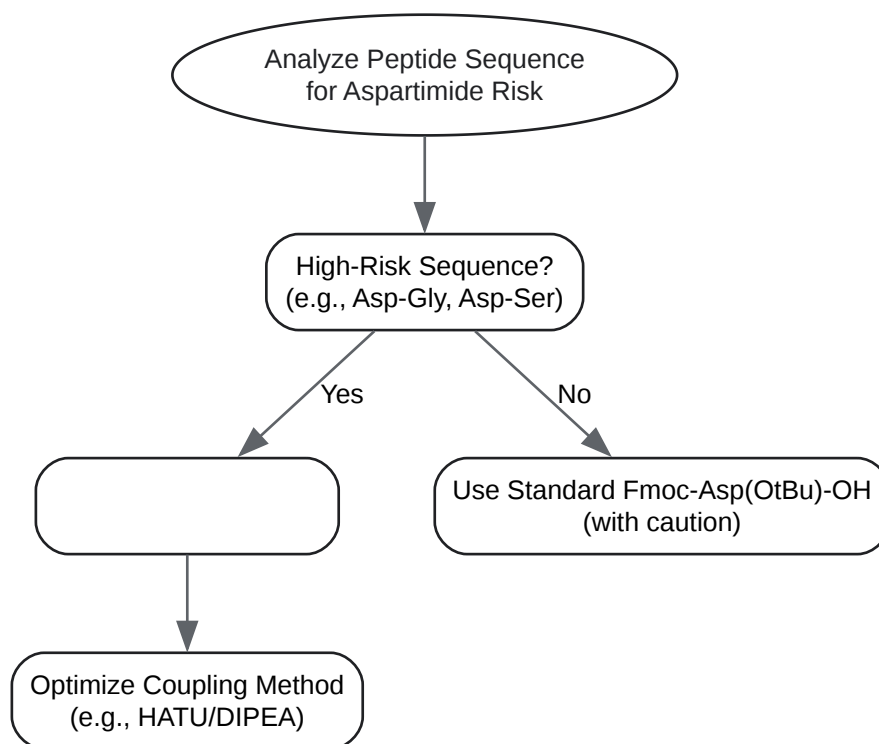 Analyze Peptide Sequence
for Aspartimide Risk
High-Risk Sequence?
(e.g., Asp-Gly, Asp-Ser)
Yes
No
Use Standard Fmoc-Asp(OtBu)-OH
(with caution)
Optimize Coupling Method
(e.g., HATU/DIPEA)